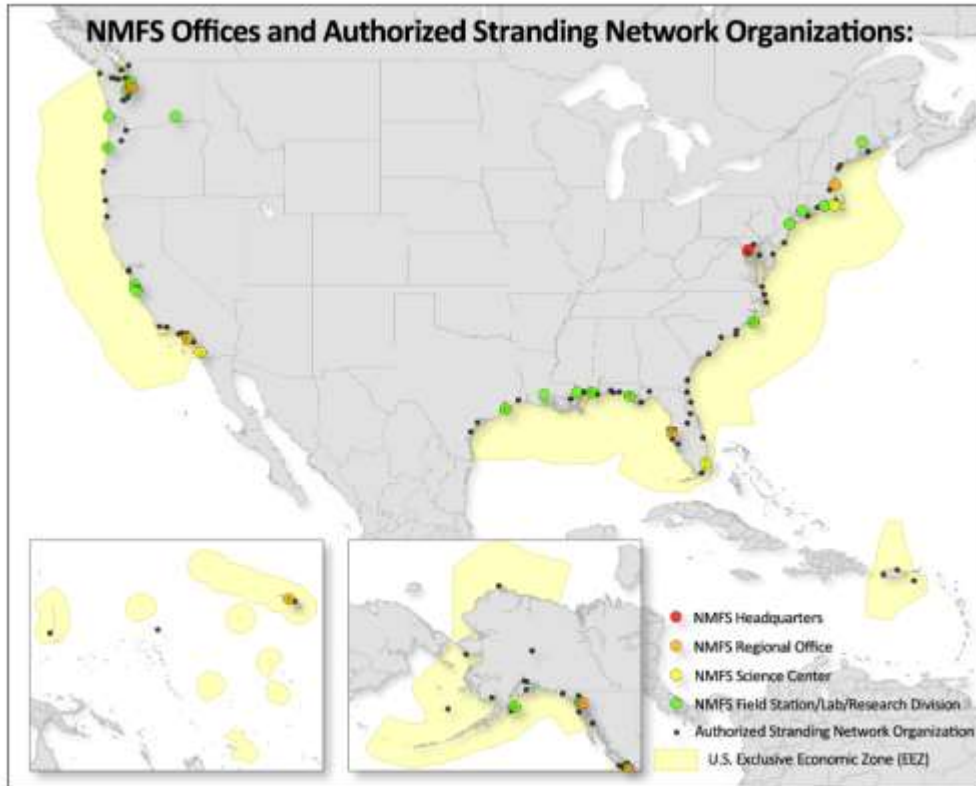 NMFS Offices and Authorized Stranding Network Organizations:
NMFS Headquarters
NMFS Regional Office
NMFS Science Center
NMFS Field Station/Lab/Research Division
Authorized Stranding Network Organization
U.S. Exclusive Economic Zone (EEZ)